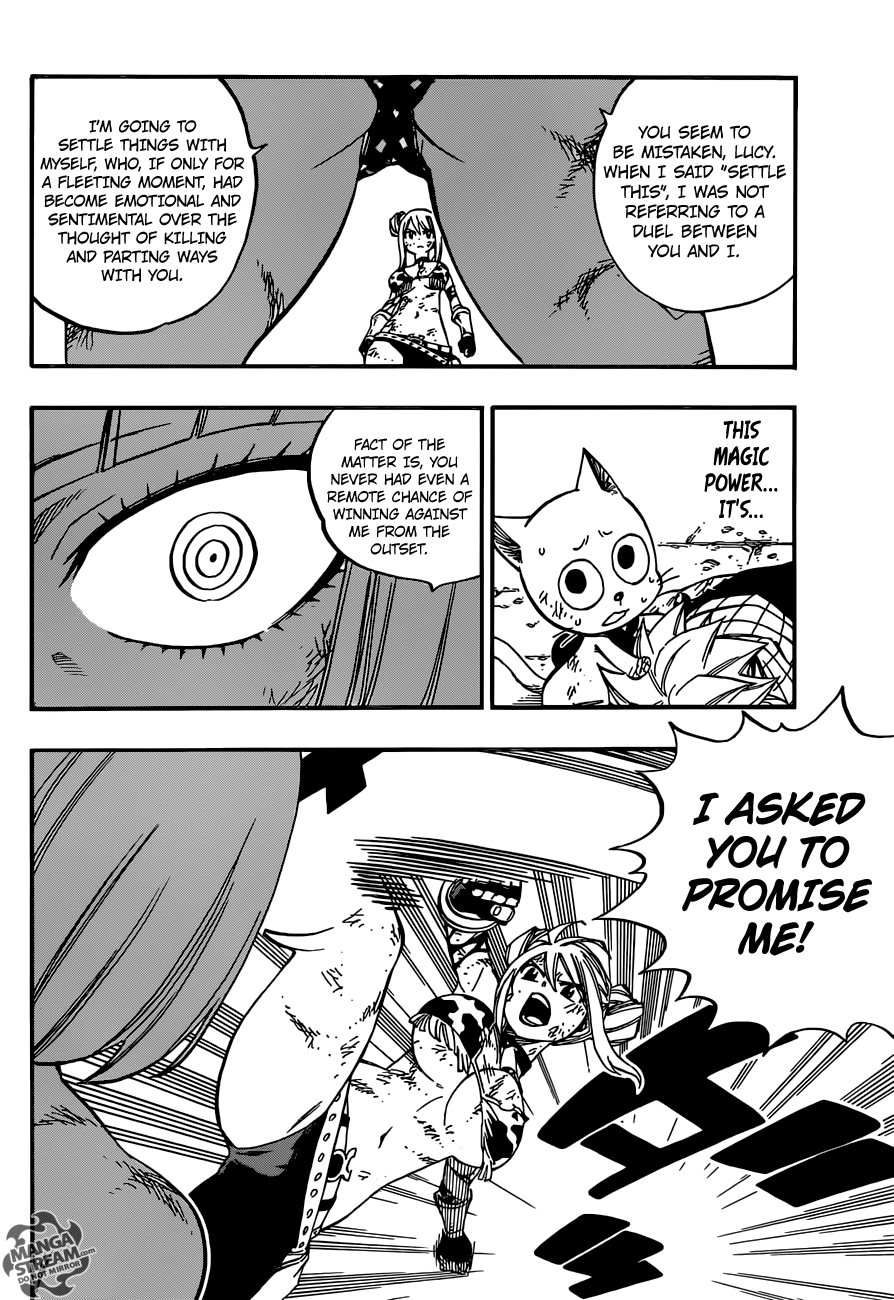 YOU SEEM TO
BE MISTAKEN, LUCY.
WHEN I SAID "SETTLE
THIS", I WAS NOT
REFERRING TO A
DUEL BETWEEN
YOU AND I.
I'M GOING TO
SETTLE THINGS WITH
MYSELF, WHO, IF ONLY FOR
A FLEETING MOMENT, HAD
BECOME EMOTIONAL AND
SENTIMENTAL OVER THE
THOUGHT OF KILLING
AND PARTING WAYS
WITH YOU.
THIS
MAGIC
POWER...
IT'S...
FACT OF THE
MATTER IS, YOU
NEVER HAD EVEN A
REMOTE CHANCE OF
WINNING AGAINST
ME FROM THE
OUTSET.
I ASKED
YOU TO
PROMISE
ME!
MANGA
STREAM.com
DO NOT MIRROR